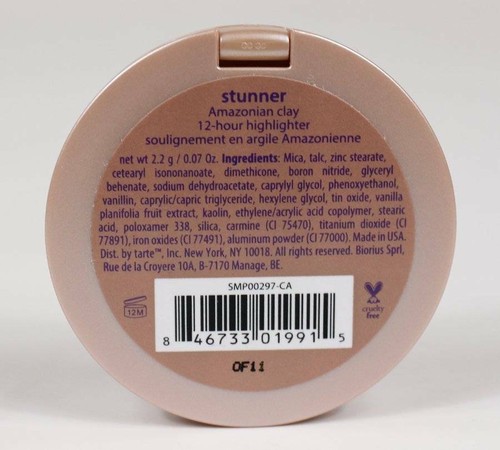 stunner
Amazonian clay
12-hour highlighter
soulignement en argile Amazonienne
net wt 2.2 g / 0.07 Oz. Ingredients: Mica, talc, zinc stearate,
cetearyl isononanoate, dimethicone, boron nitride, glyceryl
behenate, sodium dehydroacetate, caprylyl glycol, phenoxyethanol,
vanillin, caprylic/capric triglyceride, hexylene glycol, tin oxide, vanilla
planifolia fruit extract, kaolin, ethylene/acrylic acid copolymer, stearic
acid, poloxamer 338, silica, carmine (CI 75470), titanium dioxide (CI
77891), iron oxides (CI 77491), aluminum powder (CI 77000). Made in USA.
Dist. by tarte™, Inc. New York, NY 10018. All rights reserved. Biorius Sprl,
Rue de la Croyere 10A, B-7170 Manage, BE.
SMP00297-CA
12M
cruelty
free
8 46733 01991 5
OF11